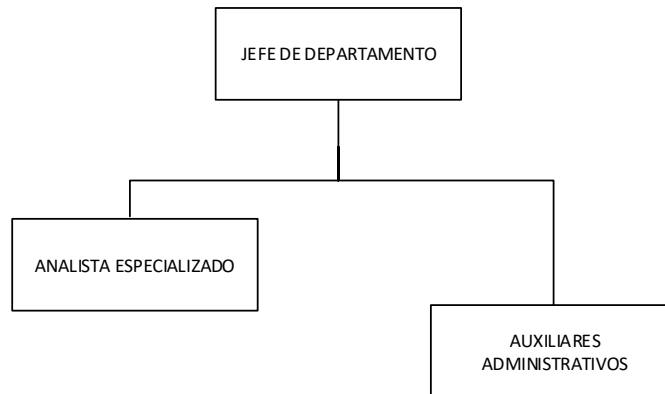 JEFE DE DEPARTAMENTO
ANALISTA ESPECIALIZADO
AUXILIARES
ADMINISTRATIVOS